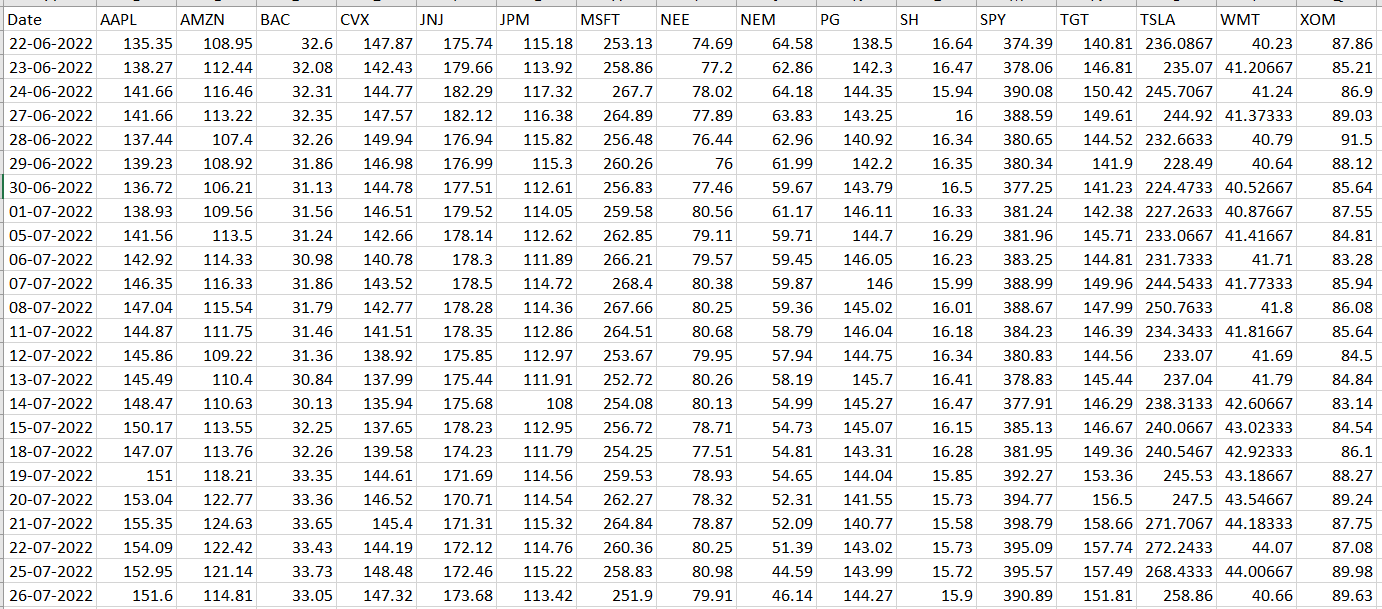 Date AAPL AMZN BAC CVX JNJ JPM MSFT NEE NEM PG SH SPY TGT TSLA WMT XOM
22-06-2022 135.35 108.95 32.6 147.87 175.74 115.18 253.13 74.69 64.58 138.5 16.64 374.39 140.81 236.0867 40.23 87.86
23-06-2022 138.27 112.44 32.08 142.43 179.66 113.92 258.86 77.2 62.86 142.3 16.47 378.06 146.81 235.07 41.20667 85.21
24-06-2022 141.66 116.46 32.31 144.77 182.29 117.32 267.7 78.02 64.18 144.35 15.94 390.08 150.42 245.7067 41.24 86.9
27-06-2022 141.66 113.22 32.35 147.57 182.12 116.38 264.89 77.89 63.83 143.25 16 388.59 149.61 244.92 41.37333 89.03
28-06-2022 137.44 107.4 32.26 149.94 176.94 115.82 256.48 76.44 62.96 140.92 16.34 380.65 144.52 232.6633 40.79 91.5
29-06-2022 139.23 108.92 31.86 146.98 176.99 115.3 260.26 76 61.99 142.2 16.35 380.34 141.9 228.49 40.64 88.12
30-06-2022 136.72 106.21 31.13 144.78 177.51 112.61 256.83 77.46 59.67 143.79 16.5 377.25 141.23 224.4733 40.52667 85.64
01-07-2022 138.93 109.56 31.56 146.51 179.52 114.05 259.58 80.56 61.17 146.11 16.33 381.24 142.38 227.2633 40.87667 87.55
05-07-2022 141.56 113.5 31.24 142.66 178.14 112.62 262.85 79.11 59.71 144.7 16.29 381.96 145.71 233.0667 41.41667 84.81
06-07-2022 142.92 114.33 30.98 140.78 178.3 111.89 266.21 79.57 59.45 146.05 16.23 383.25 144.81 231.7333 41.71 83.28
07-07-2022 146.35 116.33 31.86 143.52 178.5 114.72 268.4 80.38 59.87 146 15.99 388.99 149.96 244.5433 41.77333 85.94
08-07-2022 147.04 115.54 31.79 142.77 178.28 114.36 267.66 80.25 59.36 145.02 16.01 388.67 147.99 250.7633 41.8 86.08
11-07-2022 144.87 111.75 31.46 141.51 178.35 112.86 264.51 80.68 58.79 146.04 16.18 384.23 146.39 234.3433 41.81667 85.64
12-07-2022 145.86 109.22 31.36 138.92 175.85 112.97 253.67 79.95 57.94 144.75 16.34 380.83 144.56 233.07 41.69 84.5
13-07-2022 145.49 110.4 30.84 137.99 175.44 111.91 252.72 80.26 58.19 145.7 16.41 378.83 145.44 237.04 41.79 84.84
14-07-2022 148.47 110.63 30.13 135.94 175.68 108 254.08 80.13 54.99 145.27 16.47 377.91 146.29 238.3133 42.60667 83.14
15-07-2022 150.17 113.55 32.25 137.65 178.23 112.95 256.72 78.71 54.73 145.07 16.15 385.13 146.67 240.0667 43.02333 84.54
18-07-2022 147.07 113.76 32.26 139.58 174.23 111.79 254.25 77.51 54.81 143.31 16.28 381.95 149.36 240.5467 42.92333 86.1
19-07-2022 151 118.21 33.35 144.61 171.69 114.56 259.53 78.93 54.65 144.04 15.85 392.27 153.36 245.53 43.18667 88.27
20-07-2022 153.04 122.77 33.36 146.52 170.71 114.54 262.27 78.32 52.31 141.55 15.73 394.77 156.5 247.5 43.54667 89.24
21-07-2022 155.35 124.63 33.65 145.4 171.31 115.32 264.84 78.87 52.09 140.77 15.58 398.79 158.66 271.7067 44.18333 87.75
22-07-2022 154.09 122.42 33.43 144.19 172.12 114.76 260.36 80.25 51.39 143.02 15.73 395.09 157.74 272.2433 44.07 87.08
25-07-2022 152.95 121.14 33.73 148.48 172.46 115.22 258.83 80.98 44.59 143.99 15.72 395.57 157.49 268.4333 44.00667 89.98
26-07-2022 151.6 114.81 33.05 147.32 173.68 113.42 251.9 79.91 46.14 144.27 15.9 390.89 151.81 258.86 40.66 89.63